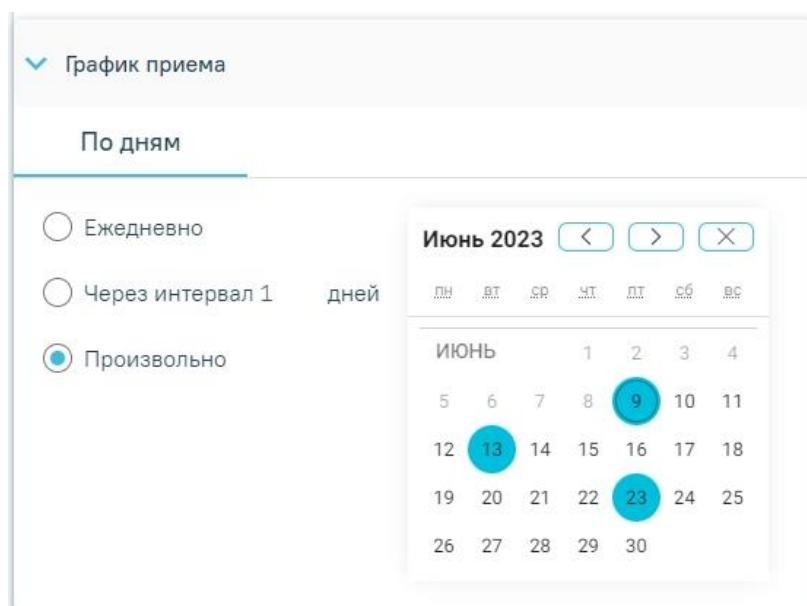 График приема
По дням
Ежедневно
Через интервал 1 дней
Произвольно
Июнь 2023
пн вт ср чт пт сб вс
ИЮНЬ 1 2 3 4
5 6 7 8 9 10 11
12 13 14 15 16 17 18
19 20 21 22 23 24 25
26 27 28 29 30